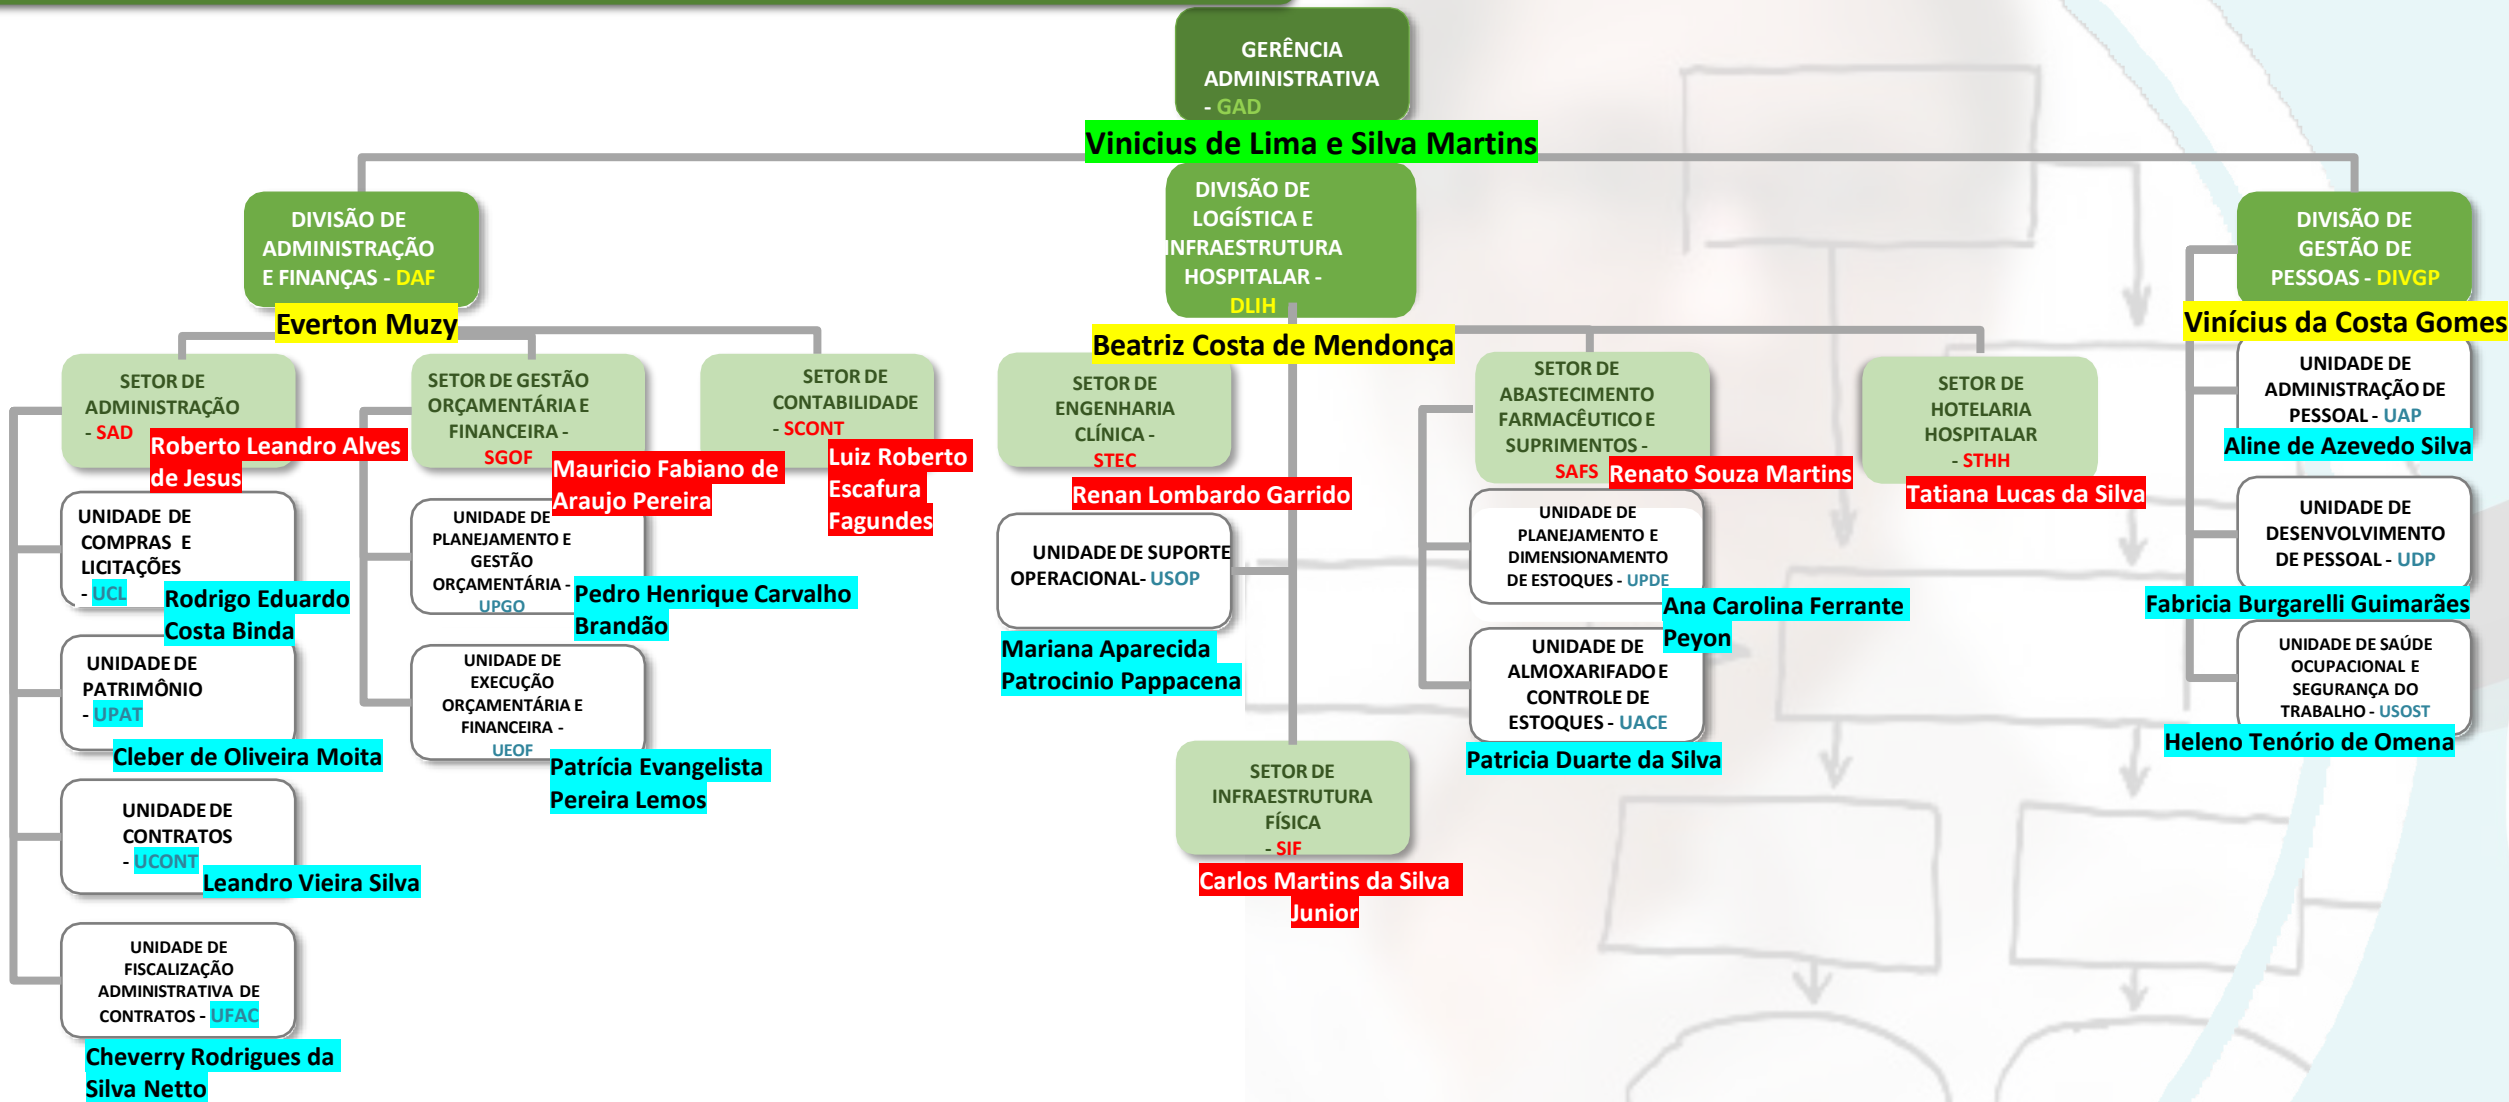 GERÊNCIA
ADMINISTRATIVA
- GAD
Vinicius de Lima e Silva Martins
DIVISÃO DE
ADMINISTRAÇÃO
E FINANÇAS - DAF
Everton Muzy
SETOR DE
ADMINISTRAÇÃO
- SAD
Roberto Leandro Alves
de Jesus
UNIDADE DE
COMPRAS E
LICITAÇÕES
- UCL
Rodrigo Eduardo
Costa Binda
UNIDADE DE
PATRIMÔNIO
- UPAT
Cleber de Oliveira Moita
UNIDADE DE
CONTRATOS
- UCONT
Leandro Vieira Silva
UNIDADE DE
FISCALIZAÇÃO
ADMINISTRATIVA DE
CONTRATOS - UFAC
Cheverry Rodrigues da
Silva Netto
SETOR DE GESTÃO
ORÇAMENTÁRIA E
FINANCEIRA -
SGOF
Mauricio Fabiano de
Araujo Pereira
UNIDADE DE
PLANEJAMENTO E
GESTÃO
ORÇAMENTÁRIA -
UPGO
Pedro Henrique Carvalho
Brandão
UNIDADE DE
EXECUÇÃO
ORÇAMENTÁRIA E
FINANCEIRA -
UEOF
Patrícia Evangelista
Pereira Lemos
SETOR DE
CONTABILIDADE
- SCONT
Luiz Roberto
Escafura
Fagundes
DIVISÃO DE
LOGÍSTICA E
INFRAESTRUTURA
HOSPITALAR -
DLIH
Beatriz Costa de Mendonça
SETOR DE
ENGENHARIA
CLÍNICA -
STEC
Renan Lombardo Garrido
UNIDADE DE SUPORTE
OPERACIONAL- USOP
Mariana Aparecida
Patrocinio Pappacena
SETOR DE
INFRAESTRUTURA
FÍSICA
- SIF
Carlos Martins da Silva
Junior
SETOR DE
ABASTECIMENTO
FARMACÊUTICO E
SUPRIMENTOS -
SAFS
Renato Souza Martins
UNIDADE DE
PLANEJAMENTO E
DIMENSIONAMENTO
DE ESTOQUES - UPDE
Ana Carolina Ferrante
Peyon
UNIDADE DE
ALMOXARIFADO E
CONTROLE DE
ESTOQUES - UACE
Patricia Duarte da Silva
SETOR DE
HOTELARIA
HOSPITALAR
- STHH
Tatiana Lucas da Silva
DIVISÃO DE
GESTÃO DE
PESSOAS - DIVGP
Vinícius da Costa Gomes
UNIDADE DE
ADMINISTRAÇÃO DE
PESSOAL - UAP
Aline de Azevedo Silva
UNIDADE DE
DESENVOLVIMENTO
DE PESSOAL - UDP
Fabricia Burgarelli Guimarães
UNIDADE DE SAÚDE
OCUPACIONAL E
SEGURANÇA DO
TRABALHO - USOST
Heleno Tenório de Omena